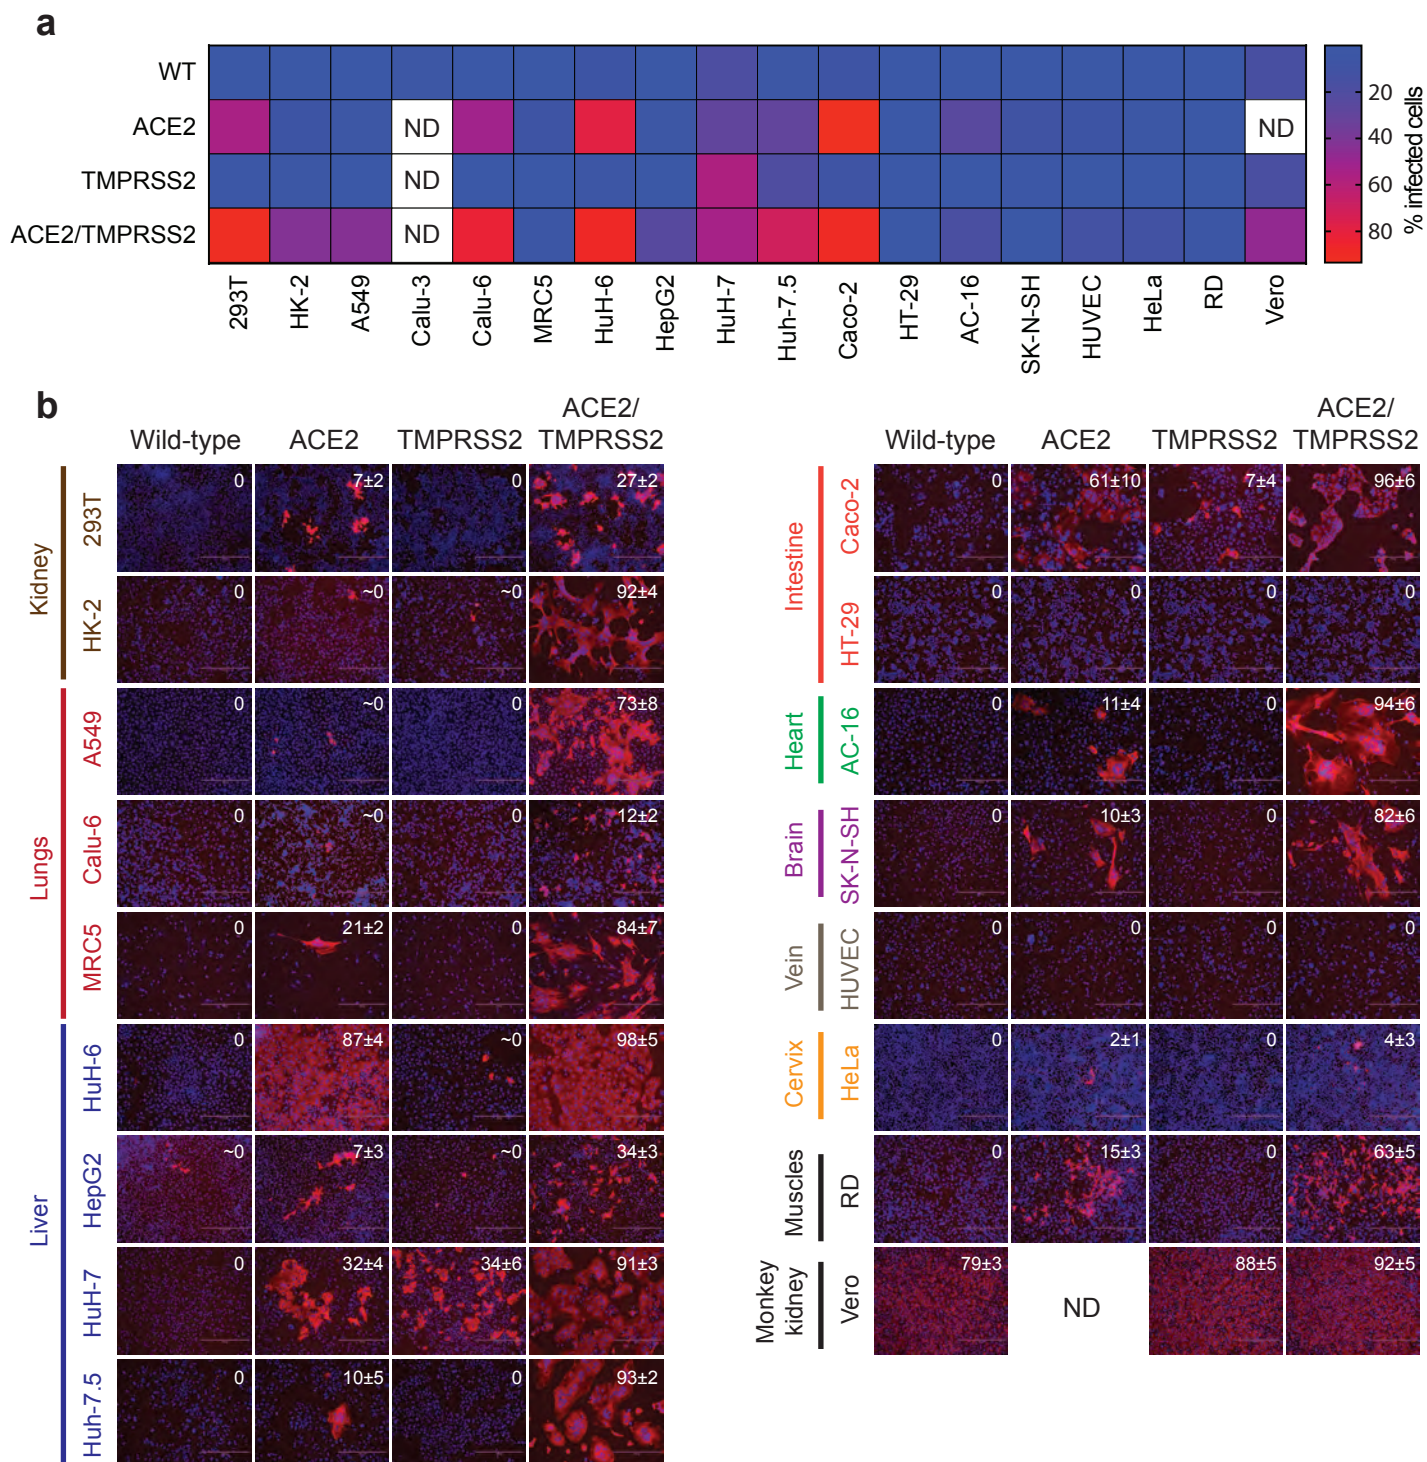 a
WT
ACE2
TMPRSS2
ACE2/TMPRSS2
ND
ND
ND
ND
20
40
60
80
% infected cells
293T
HK-2
A549
Calu-3
Calu-6
MRC5
HuH-6
HepG2
HuH-7
Huh-7.5
Caco-2
HT-29
AC-16
SK-N-SH
HUVEC
HeLa
RD
Vero
b
Wild-type
ACE2
TMPRSS2
ACE2/
TMPRSS2
Kidney
293T
0
7±2
0
27±2
HK-2
0
~0
~0
92±4
Lungs
A549
0
~0
0
73±8
Calu-6
0
~0
0
12±2
MRC5
0
21±2
0
84±7
Liver
HuH-6
0
87±4
~0
98±5
HepG2
~0
7±3
~0
34±3
HuH-7
0
32±4
34±6
91±3
Huh-7.5
0
10±5
0
93±2
Wild-type
ACE2
TMPRSS2
ACE2/
TMPRSS2
Intestine
Caco-2
0
61±10
7±4
96±6
HT-29
0
0
0
0
Heart
AC-16
0
11±4
0
94±6
Brain
SK-N-SH
0
10±3
0
82±6
Vein
HUVEC
0
0
0
0
Cervix
HeLa
0
2±1
0
4±3
Muscles
RD
0
15±3
0
63±5
Monkey
kidney
Vero
79±3
ND
88±5
92±5